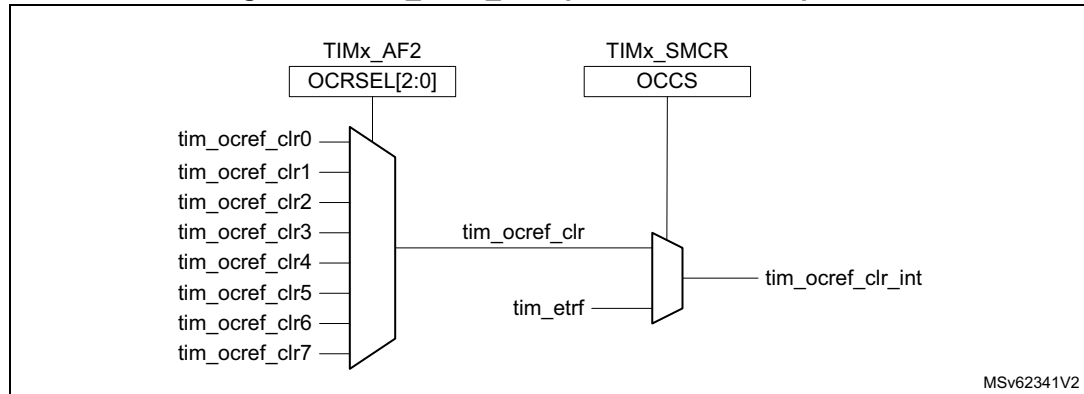 TIMx_AF2
OCRSEL[2:0]
TIMx_SMCR
OCCS
tim_ocref_clr0
tim_ocref_clr1
tim_ocref_clr2
tim_ocref_clr3
tim_ocref_clr4
tim_ocref_clr5
tim_ocref_clr6
tim_ocref_clr7
tim_ocref_clr
tim_etrf
tim_ocref_clr_int
MSv62341V2